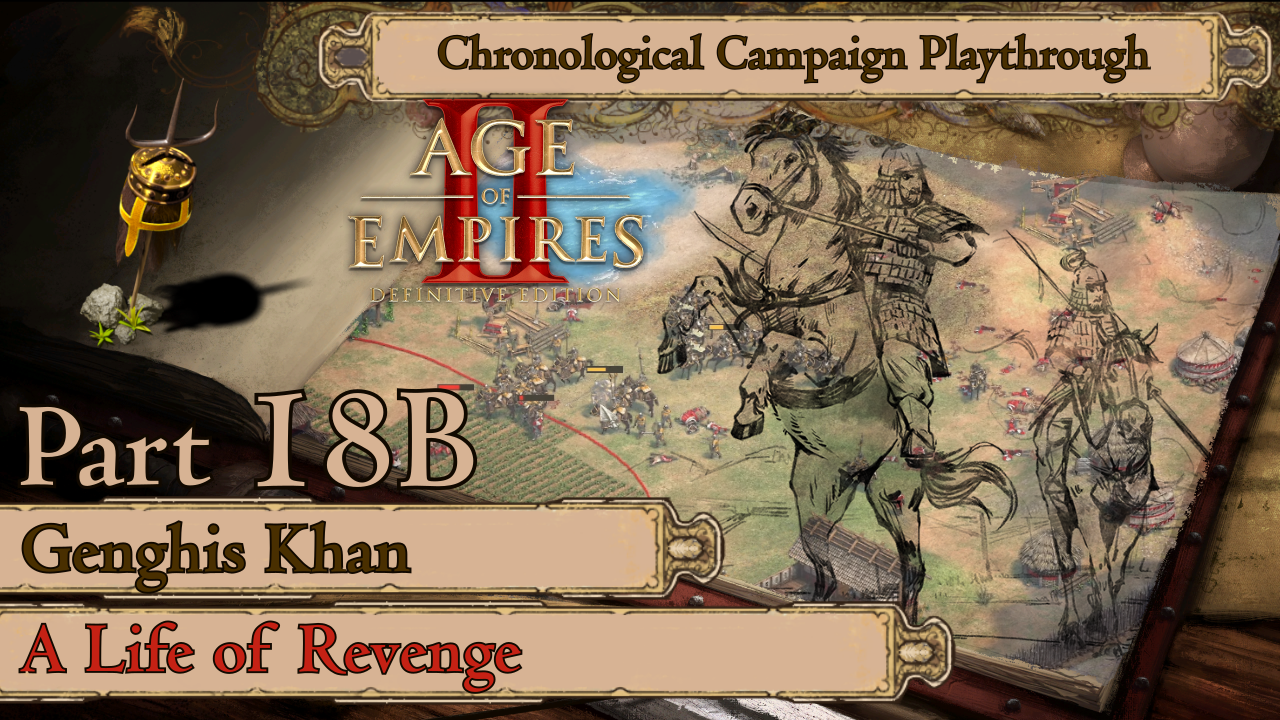 Chronological Campaign Playthrough
II
AGE
OF
EMPIRES
DEFINITIVE EDITION
Part 18B
Genghis Khan
A Life of Revenge